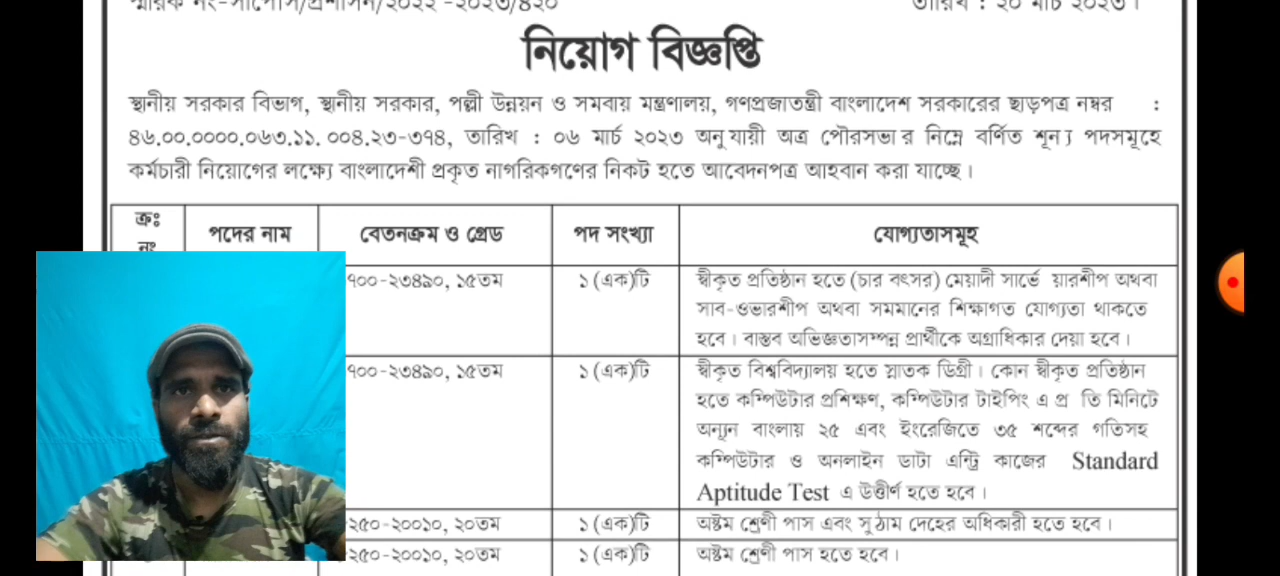 স্মারক নং-সাপৌস/প্রশাসন/২০২২-২০২৩/৪২০ তারিখ : ২০ মার্চ ২০২৩।
নিয়োগ বিজ্ঞপ্তি
স্থানীয় সরকার বিভাগ, স্থানীয় সরকার, পল্লী উন্নয়ন ও সমবায় মন্ত্রণালয়, গণপ্রজাতন্ত্রী বাংলাদেশ সরকারের ছাড়পত্র নম্বর :
৪৬.০০.০০০০.০৬৩.১১.০০৪.২৩-৩৭৪, তারিখ : ০৬ মার্চ ২০২৩ অনুযায়ী অত্র পৌরসভার নিম্নে বর্ণিত শূন্য পদসমূহে
কর্মচারী নিয়োগের লক্ষ্যে বাংলাদেশী প্রকৃত নাগরিকগণের নিকট হতে আবেদনপত্র আহবান করা যাচ্ছে।
ক্রঃ
নং
পদের নাম বেতনক্রম ও গ্রেড পদ সংখ্যা যোগ্যতাসমূহ
৭০০-২৩৪৯০, ১৫তম ১ (এক)টি স্বীকৃত প্রতিষ্ঠান হতে (চার বৎসর) মেয়াদী সার্ভেয়ারশীপ অথবা
সাব-ওভারশীপ অথবা সমমানের শিক্ষাগত যোগ্যতা থাকতে
হবে। বাস্তব অভিজ্ঞতাসম্পন্ন প্রার্থীকে অগ্রাধিকার দেয়া হবে।
৭০০-২৩৪৯০, ১৫তম ১ (এক)টি স্বীকৃত বিশ্ববিদ্যালয় হতে স্নাতক ডিগ্রী। কোন স্বীকৃত প্রতিষ্ঠান
হতে কম্পিউটার প্রশিক্ষণ, কম্পিউটার টাইপিং এ প্রতি মিনিটে
অন্যূন বাংলায় ২৫ এবং ইংরেজিতে ৩৫ শব্দের গতিসহ
কম্পিউটার ও অনলাইন ডাটা এন্ট্রি কাজের Standard
Aptitude Test এ উত্তীর্ণ হতে হবে।
-২৫০-২০০১০, ২০তম ১ (এক)টি অষ্টম শ্রেণী পাস এবং সুঠাম দেহের অধিকারী হতে হবে।
-২৫০-২০০১০, ২০তম ১ (এক)টি অষ্টম শ্রেণী পাস হতে হবে।